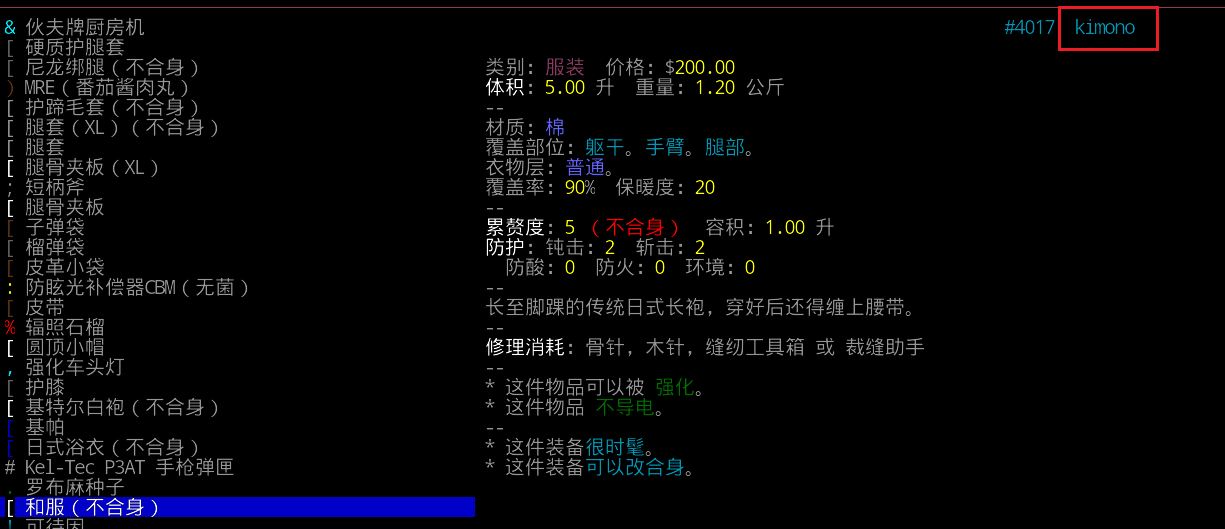 & 伙夫牌厨房机 #4017 kimono
[ 硬质护腿套
[ 尼龙绑腿（不合身） 类别: 服装 价格: $200.00
) MRE（番茄酱肉丸） 体积: 5.00 升 重量: 1.20 公斤
[ 护蹄毛套（不合身） --
[ 腿套（XL）（不合身） 材质: 棉
[ 腿套 覆盖部位: 躯干。手臂。腿部。
[ 腿骨夹板（XL） 衣物层: 普通。
; 短柄斧 覆盖率: 90% 保暖度: 20
[ 腿骨夹板 --
[ 子弹袋 累赘度: 5 （不合身） 容积: 1.00 升
[ 榴弹袋 防护: 钝击: 2 斩击: 2
[ 皮革小袋 防酸: 0 防火: 0 环境: 0
: 防眩光补偿器CBM（无菌） --
[ 皮带 长至脚踝的传统日式长袍，穿好后还得缠上腰带。
% 辐照石榴 --
[ 圆顶小帽 修理消耗: 骨针，木针，缝纫工具箱 或 裁缝助手
, 强化车头灯 --
[ 护膝 * 这件物品可以被 强化。
[ 基特尔白袍（不合身） * 这件物品 不导电。
[ 基帕 --
[ 日式浴衣（不合身） * 这件装备很时髦。
# Kel-Tec P3AT 手枪弹匣 * 这件装备可以改合身。
. 罗布麻种子
[ 和服（不合身）
! 可待因